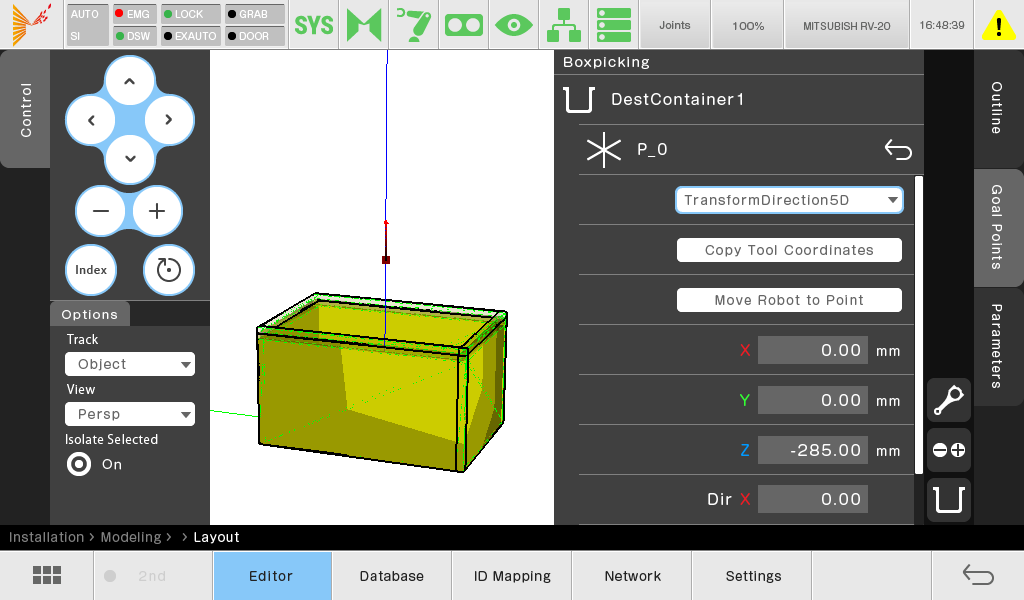 AUTO
SI
EMG
DSW
LOCK
EXAUTO
GRAB
DOOR
SYS
Joints
100%
MITSUBISH RV-20
16:48:39
Control
Index
Options
Track
Object
View
Persp
Isolate Selected
On
Boxpicking
DestContainer1
P_0
TransformDirection5D
Copy Tool Coordinates
Move Robot to Point
X 0.00 mm
Y 0.00 mm
Z -285.00 mm
Dir X 0.00
Outline
Goal Points
Parameters
Installation > Modeling > > Layout
2nd
Editor
Database
ID Mapping
Network
Settings